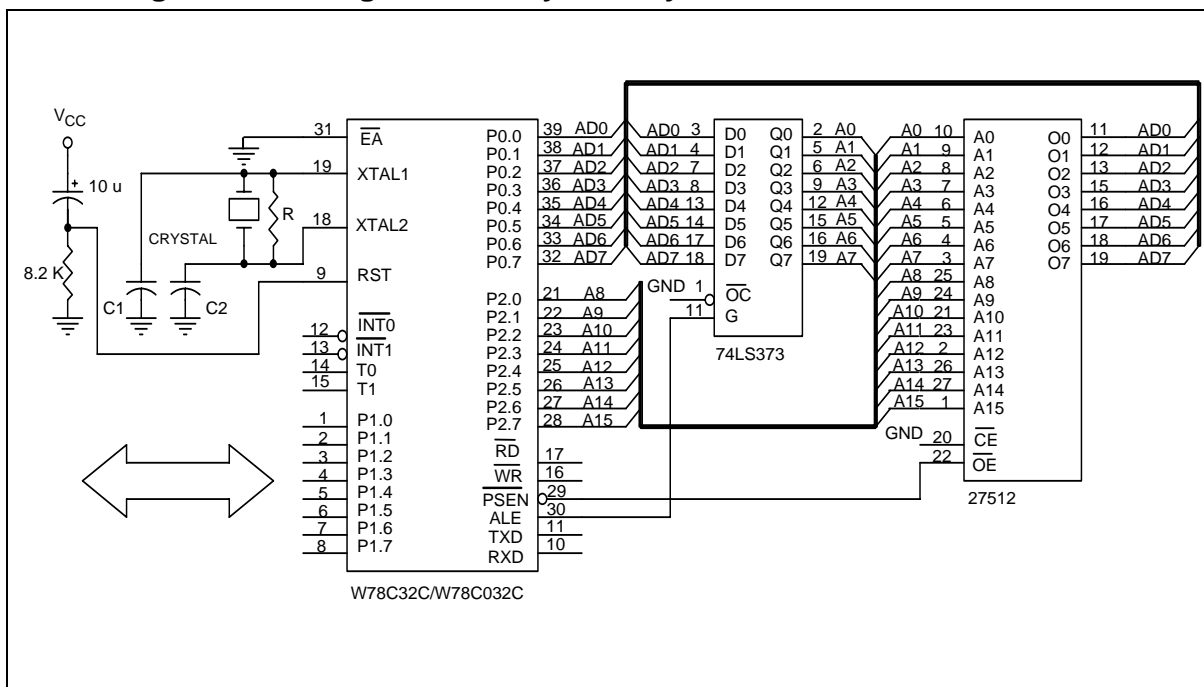 V CC
10 u
8.2 K
C1
CRYSTAL
C2
R
31 EA
19 XTAL1
18 XTAL2
9 RST
12 INT0
13 INT1
14 T0
15 T1
1 P1.0
2 P1.1
3 P1.2
4 P1.3
5 P1.4
6 P1.5
7 P1.6
8 P1.7
P0.0 39 AD0
P0.1 38 AD1
P0.2 37 AD2
P0.3 36 AD3
P0.4 35 AD4
P0.5 34 AD5
P0.6 33 AD6
P0.7 32 AD7
P2.0 21 A8
P2.1 22 A9
P2.2 23 A10
P2.3 24 A11
P2.4 25 A12
P2.5 26 A13
P2.6 27 A14
P2.7 28 A15
RD 17
WR 16
PSEN 29
ALE 30
TXD 11
RXD 10
W78C32C/W78C032C
AD0 3 D0 Q0 2 A0
AD1 4 D1 Q1 5 A1
AD2 7 D2 Q2 6 A2
AD3 8 D3 Q3 9 A3
AD4 13 D4 Q4 12 A4
AD5 14 D5 Q5 15 A5
AD6 17 D6 Q6 16 A6
AD7 18 D7 Q7 19 A7
GND 1 OC
11 G
74LS373
A0 10 A0 O0 11 AD0
A1 9 A1 O1 12 AD1
A2 8 A2 O2 13 AD2
A3 7 A3 O3 15 AD3
A4 6 A4 O4 16 AD4
A5 5 A5 O5 17 AD5
A6 4 A6 O6 18 AD6
A7 3 A7 O7 19 AD7
A8 25 A8
A9 24 A9
A10 21 A10
A11 23 A11
A12 2 A12
A13 26 A13
A14 27 A14
A15 1 A15
GND 20 CE
22 OE
27512